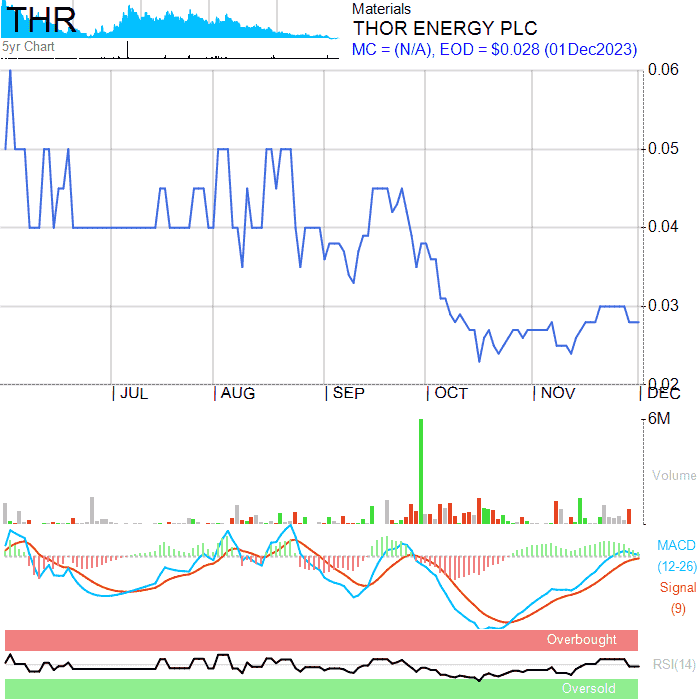 THR
5yr Chart
Materials
THOR ENERGY PLC
MC = (N/A), EOD = $0.028 (01Dec2023)
0.06
0.05
0.04
0.03
0.02
JUL AUG SEP OCT NOV DEC
6M
Volume
MACD
(12-26)
Signal
(9)
Overbought
RSI(14)
Oversold